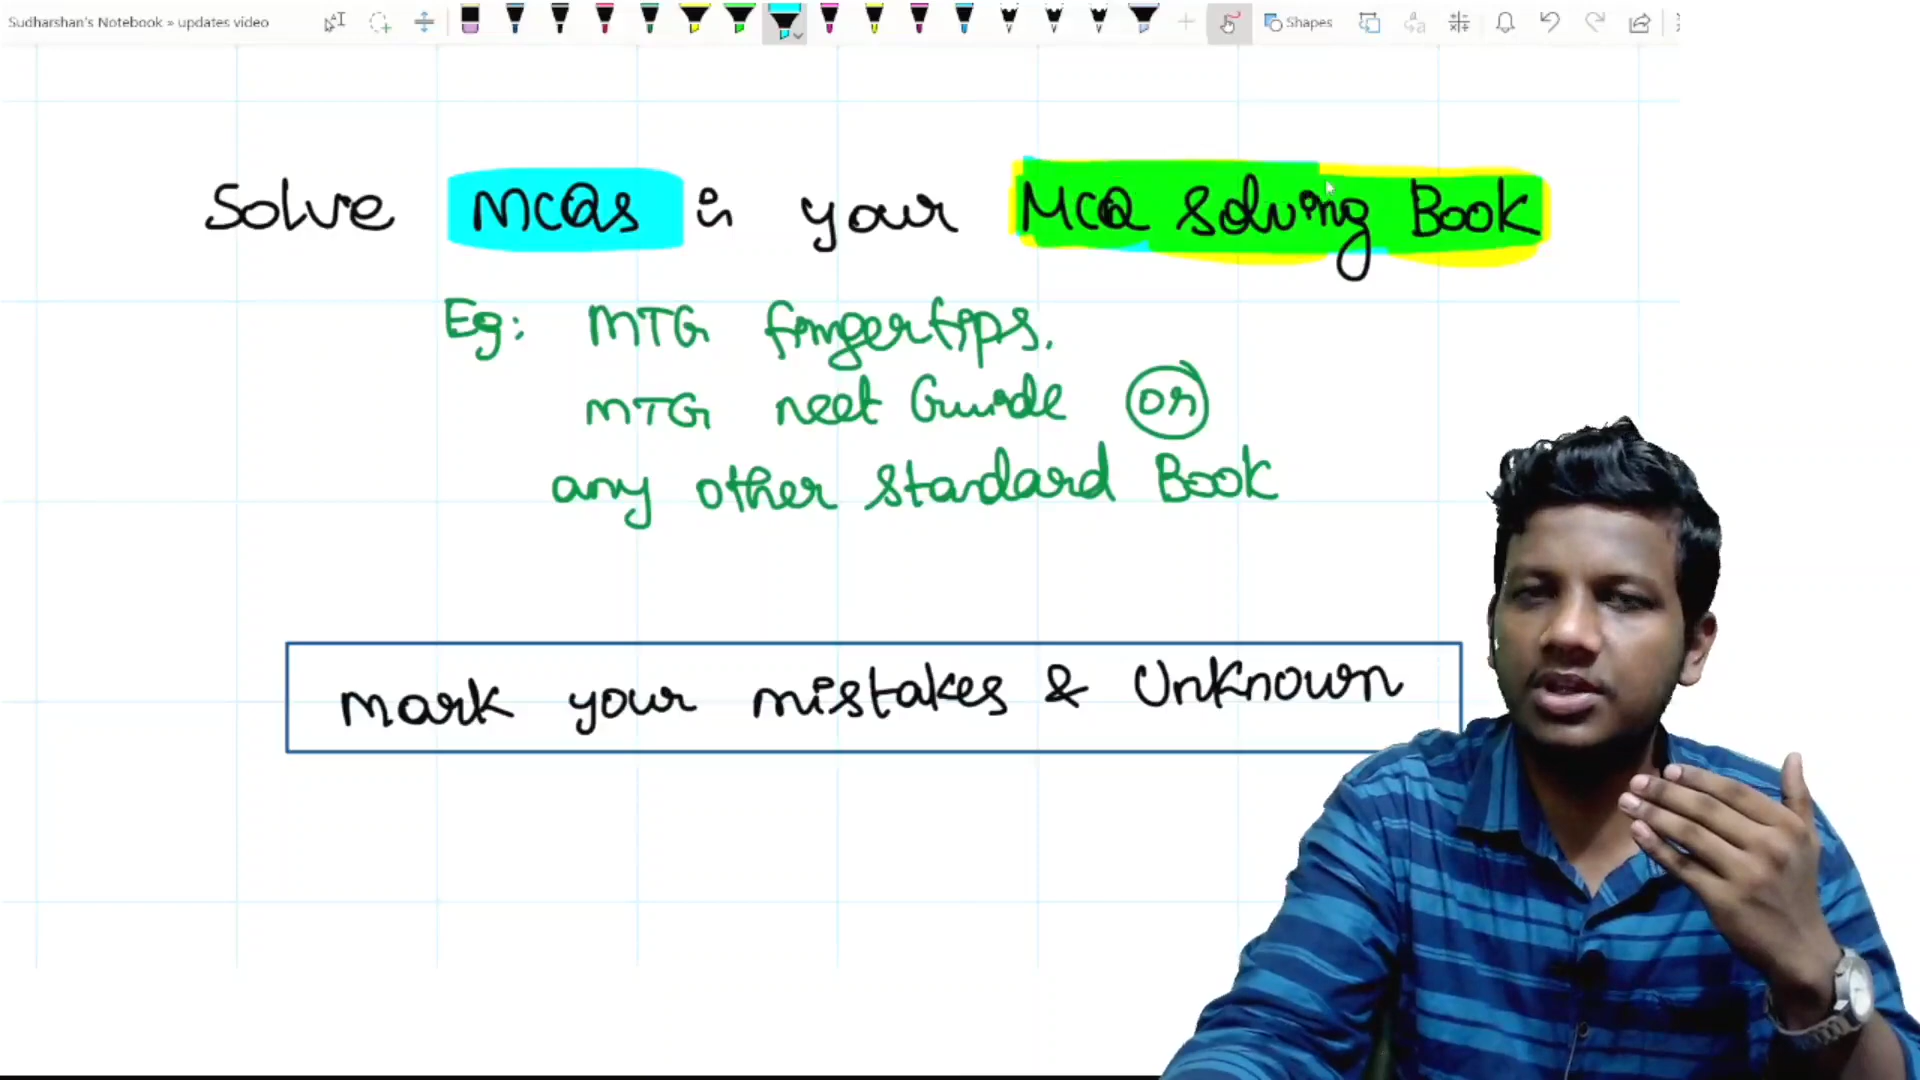 Sudharshan's Notebook » updates video
Shapes
Solve MCQs in your MCQ Solving Book
Eg: MTG fingertips.
MTG neet Guide or
any other Standard Book
mark your mistakes & Unknown